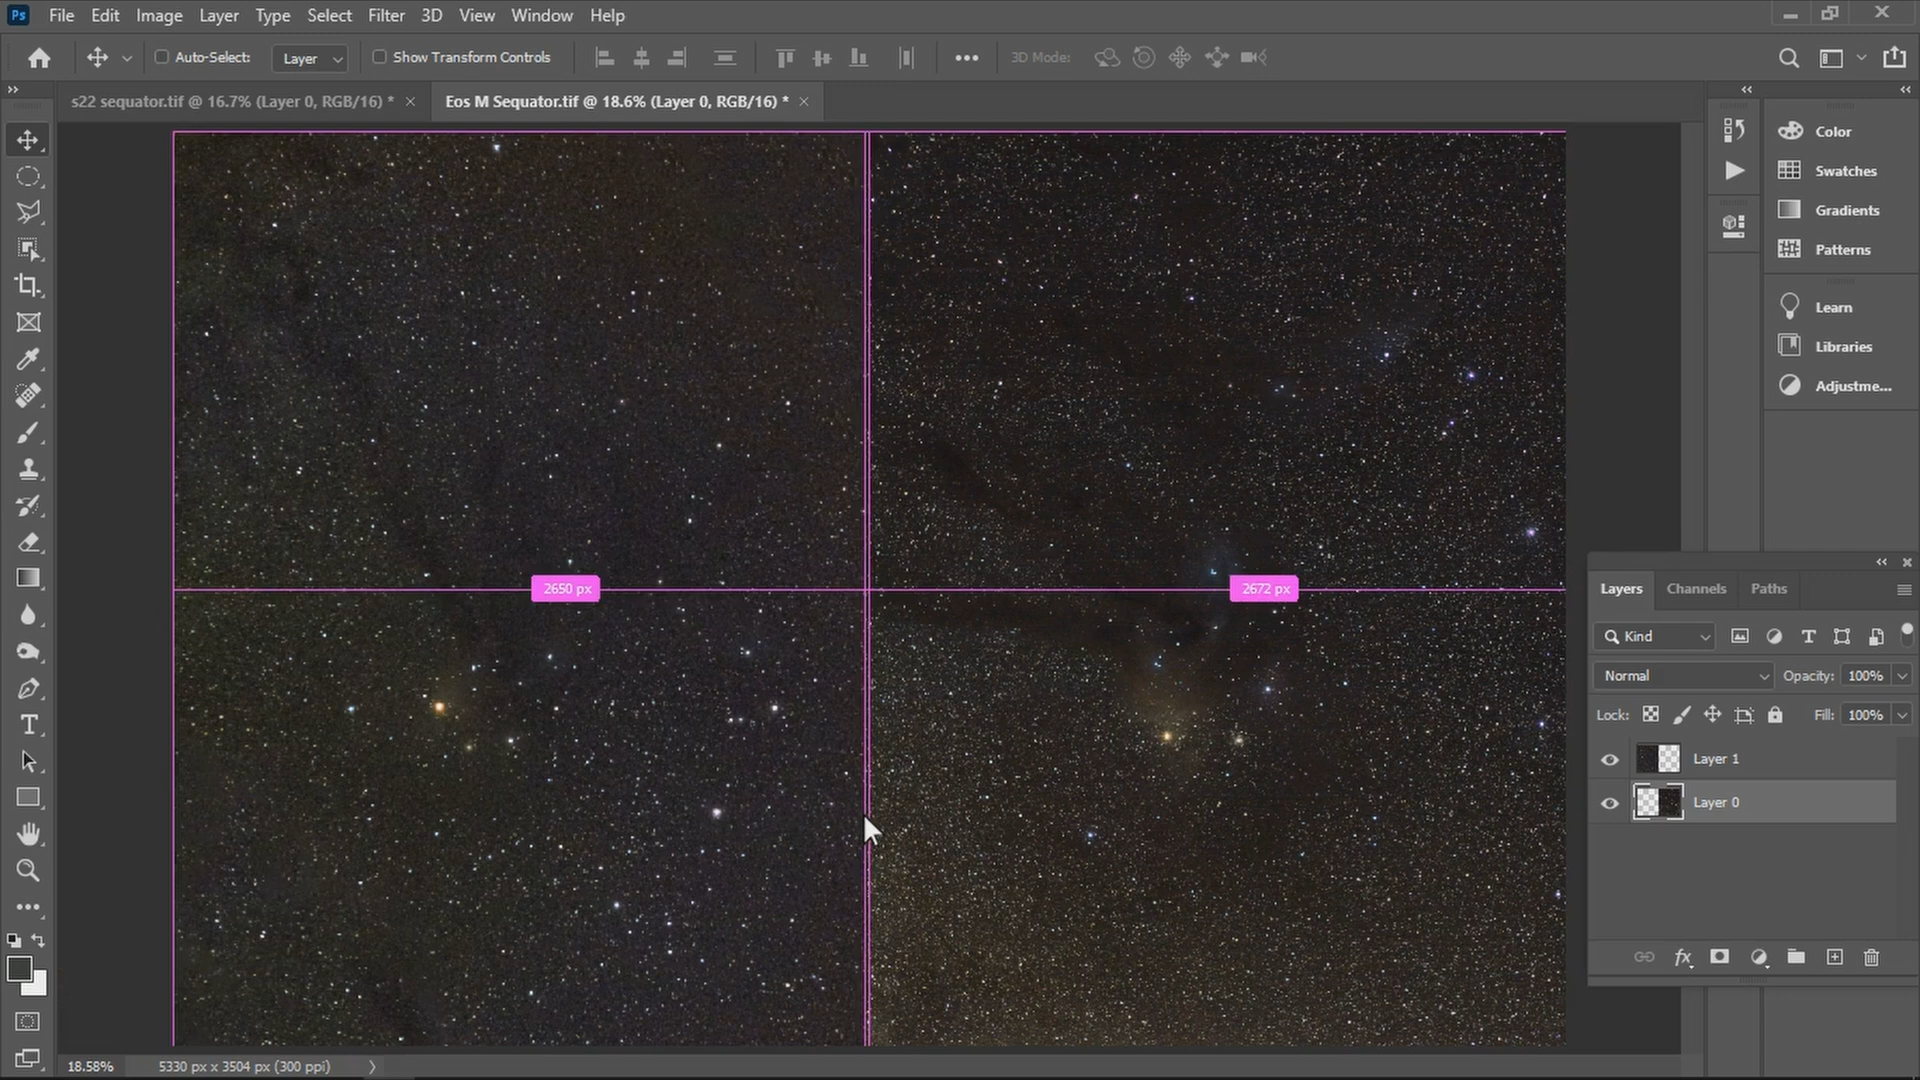 Ps File Edit Image Layer Type Select Filter 3D View Window Help
Auto-Select: Layer Show Transform Controls 3D Mode:
s22 sequator.tif @ 16.7% (Layer 0, RGB/16) * Eos M Sequator.tif @ 18.6% (Layer 0, RGB/16) *
Color
Swatches
Gradients
Patterns
Learn
Libraries
Adjustme...
2650 px 2672 px
Layers Channels Paths
Kind
Normal Opacity: 100%
Lock: Fill: 100%
Layer 1
Layer 0
fx
18.58% 5330 px x 3504 px (300 ppi)